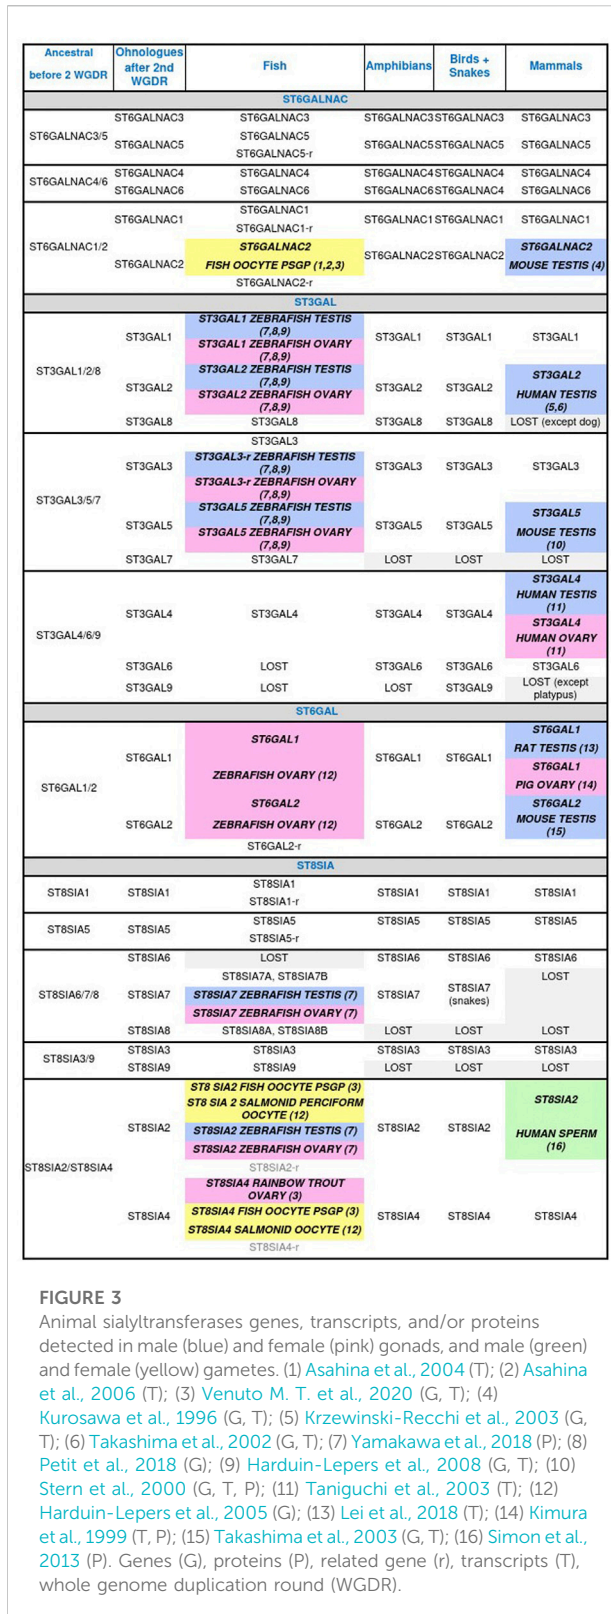 Ancestral before 2 WGDR Ohnologues after 2nd WGDR Fish Amphibians Birds + Snakes Mammals
ST6GALNAC
ST6GALNAC3/5 ST6GALNAC3 ST6GALNAC3 ST6GALNAC3 ST6GALNAC3 ST6GALNAC3
ST6GALNAC5 ST6GALNAC5 ST6GALNAC5 ST6GALNAC5 ST6GALNAC5
ST6GALNAC5-r
ST6GALNAC4/6 ST6GALNAC4 ST6GALNAC4 ST6GALNAC4 ST6GALNAC4 ST6GALNAC4
ST6GALNAC6 ST6GALNAC6 ST6GALNAC6 ST6GALNAC4 ST6GALNAC6
ST6GALNAC1/2 ST6GALNAC1 ST6GALNAC1 ST6GALNAC1 ST6GALNAC1 ST6GALNAC1
ST6GALNAC1-r
ST6GALNAC2 ST6GALNAC2 ST6GALNAC2 ST6GALNAC2 ST6GALNAC2
FISH OOCYTE PSGP (1,2,3) MOUSE TESTIS (4)
ST6GALNAC2-r
ST3GAL
ST3GAL1/2/8 ST3GAL1 ST3GAL1 ZEBRAFISH TESTIS (7,8,9) ST3GAL1 ST3GAL1 ST3GAL1
ST3GAL1 ZEBRAFISH OVARY (7,8,9)
ST3GAL2 ST3GAL2 ZEBRAFISH TESTIS (7,8,9) ST3GAL2 ST3GAL2 ST3GAL2
ST3GAL2 ZEBRAFISH OVARY (7,8,9) HUMAN TESTIS (5,6)
ST3GAL8 ST3GAL8 ST3GAL8 ST3GAL8 LOST (except dog)
ST3GAL3/5/7 ST3GAL3 ST3GAL3 ST3GAL3 ST3GAL3 ST3GAL3
ST3GAL3-r ZEBRAFISH TESTIS (7,8,9)
ST3GAL3-r ZEBRAFISH OVARY (7,8,9)
ST3GAL5 ST3GAL5 ZEBRAFISH TESTIS (7,8,9) ST3GAL5 ST3GAL5 ST3GAL5
ST3GAL5 ZEBRAFISH OVARY (7,8,9) MOUSE TESTIS (10)
ST3GAL7 ST3GAL7 LOST LOST LOST
ST3GAL4/6/9 ST3GAL4 ST3GAL4 ST3GAL4 ST3GAL4 ST3GAL4 HUMAN TESTIS (11)
ST3GAL4 HUMAN OVARY (11)
ST3GAL6 LOST ST3GAL6 ST3GAL6 ST3GAL6
ST3GAL9 LOST LOST ST3GAL9 LOST (except platypus)
ST6GAL
ST6GAL1/2 ST6GAL1 ST6GAL1 ST6GAL1 ST6GAL1 ST6GAL1
RAT TESTIS (13)
ZEBRAFISH OVARY (12) ST6GAL1
PIG OVARY (14)
ST6GAL2 ST6GAL2 ST6GAL2 ST6GAL2 ST6GAL2
ZEBRAFISH OVARY (12) MOUSE TESTIS (15)
ST6GAL2-r
ST8SIA
ST8SIA1 ST8SIA1 ST8SIA1 ST8SIA1 ST8SIA1 ST8SIA1
ST8SIA1-r
ST8SIA5 ST8SIA5 ST8SIA5 ST8SIA5 ST8SIA5 ST8SIA5
ST8SIA5-r
ST8SIA6/7/8 ST8SIA6 LOST ST8SIA6 ST8SIA6 ST8SIA6
ST8SIA7 ST8SIA7A, ST8SIA7B ST8SIA7 ST8SIA7 (snakes) LOST
ST8SIA7 ZEBRAFISH TESTIS (7)
ST8SIA7 ZEBRAFISH OVARY (7)
ST8SIA8 ST8SIA8A, ST8SIA8B LOST LOST LOST
ST8SIA3/9 ST8SIA3 ST8SIA3 ST8SIA3 ST8SIA3 ST8SIA3
ST8SIA9 ST8SIA9 LOST LOST LOST
ST8SIA2/ST8SIA4 ST8SIA2 ST8 SIA2 FISH OOCYTE PSGP (3) ST8SIA2 ST8SIA2 ST8SIA2
ST8 SIA 2 SALMONID PERCIFORM OOCYTE (12)
ST8SIA2 ZEBRAFISH TESTIS (7) HUMAN SPERM (16)
ST8SIA2 ZEBRAFISH OVARY (7)
ST8SIA2-r
ST8SIA4 ST8SIA4 RAINBOW TROUT OVARY (3) ST8SIA4 ST8SIA4 ST8SIA4
ST8SIA4 FISH OOCYTE PSGP (3)
ST8SIA4 SALMONID OOCYTE (12)
ST8SIA4-r
FIGURE 3
Animal sialyltransferases genes, transcripts, and/or proteins
detected in male (blue) and female (pink) gonads, and male (green)
and female (yellow) gametes. (1) Asahina et al., 2004 (T); (2) Asahina
et al., 2006 (T); (3) Venuto M. T. et al., 2020 (G, T); (4)
Kurosawa et al., 1996 (G, T); (5) Krzewinski-Recchi et al., 2003 (G,
T); (6) Takashima et al., 2002 (G, T); (7) Yamakawa et al., 2018 (P); (8)
Petit et al., 2018 (G); (9) Harduin-Lepers et al., 2008 (G, T); (10)
Stern et al., 2000 (G, T, P); (11) Taniguchi et al., 2003 (T); (12)
Harduin-Lepers et al., 2005 (G); (13) Lei et al., 2018 (T); (14) Kimura
et al., 1999 (T, P); (15) Takashima et al., 2003 (G, T); (16) Simon et al.,
2013 (P). Genes (G), proteins (P), related gene (r), transcripts (T),
whole genome duplication round (WGDR).